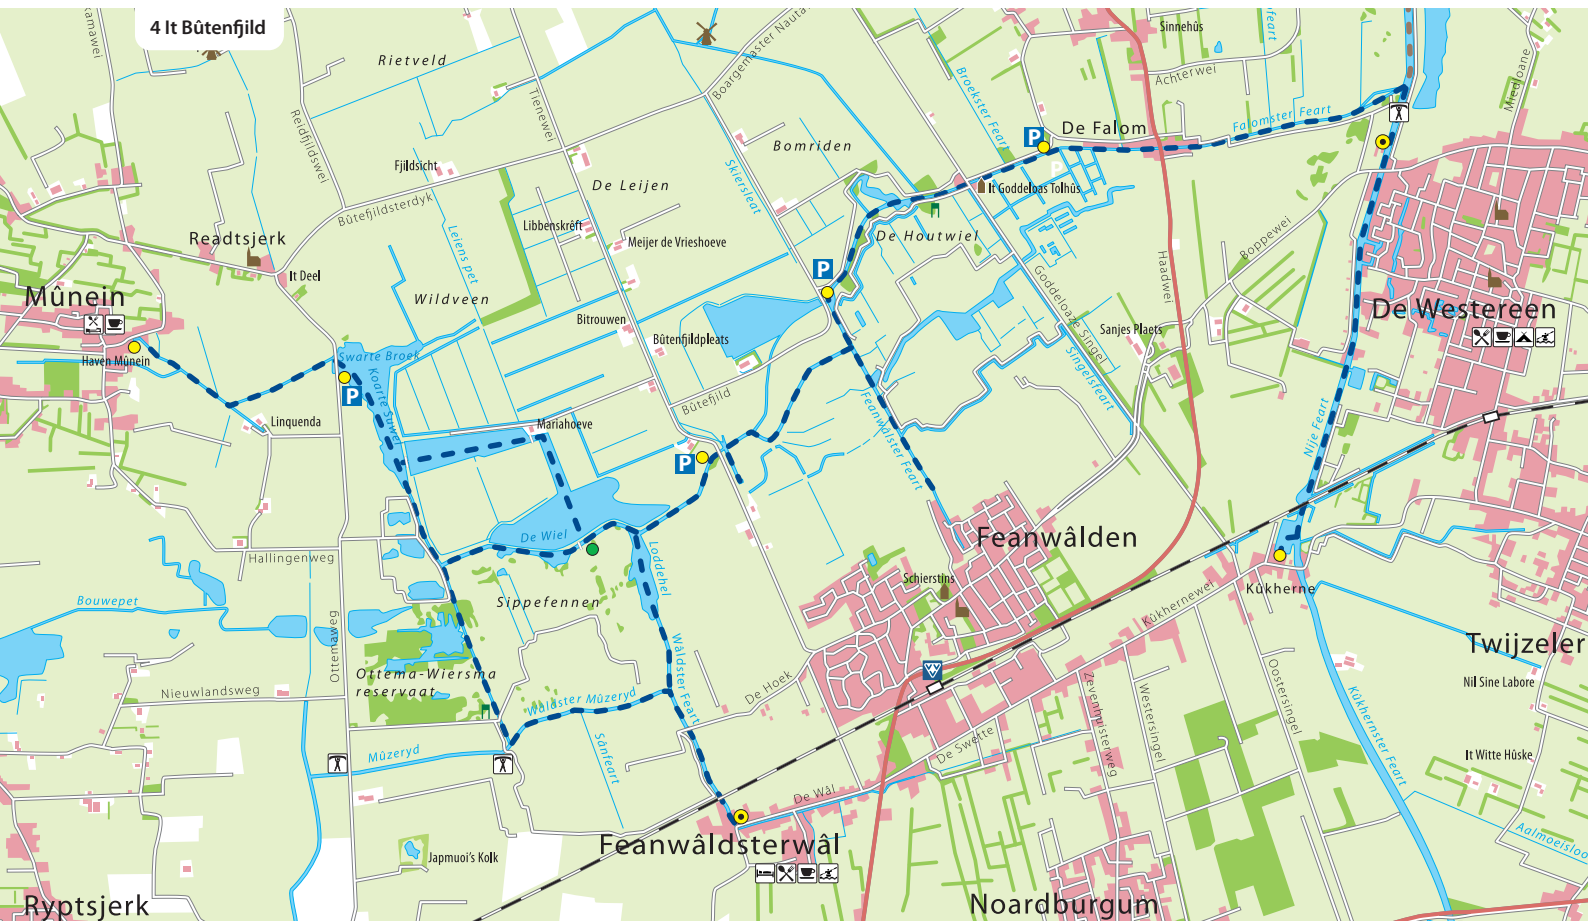 4 It Bûtenfjild
Rietveld
Sinnehûs
Achterwei
Miedloane
Boargemaster Nauta
Tienewei
Reidfjildswei
Broekster Feart
Falomster Feart
De Falom
P
Bomriden
Fjildsicht
De Leijen
Skiersleat
It Goddeloas Tolhús
P
Bûtefjildsterdyk
Libbenskrêft
Leiens pet
Meijer de Vrieshoeve
De Houtwiel
Readtsjerk
It Deel
Boppewei
Haadwei
Goddeloaze Singel
P
Mûnein
Wildveen
De Westereen
Bitrouwen
Bûtenfjildpleats
Sanjes Plaets
Haven Mûnein
Swarte Broek
Koarte Sawel
Singelsfeart
P
Bûtefjild
Feanwâlster Feart
Linquenda
Mariahoeve
Nije Feart
P
De Wiel
Feanwâlden
Hallingenweg
Loddehel
Schierstins
Kûkherne
Kûkhernewei
Bouwepet
Sippefennen
Ottemaweg
Wâldster Feart
Twijzeler
Ottema-Wiersma
reservaat
Nieuwlandsweg
Wâldster Mûzeryd
De Hoek
Zevenhuisterweg
Westersingel
Oostersingel
Kûkhernster Feart
Nil Sine Labore
Mûzeryd
Sânfeart
De Swette
It Witte Hûske
De Wâl
Feanwâldsterwâl
Japmuoi's Kolk
Aalmoeisloo
Ryptsjerk
Noardburgum